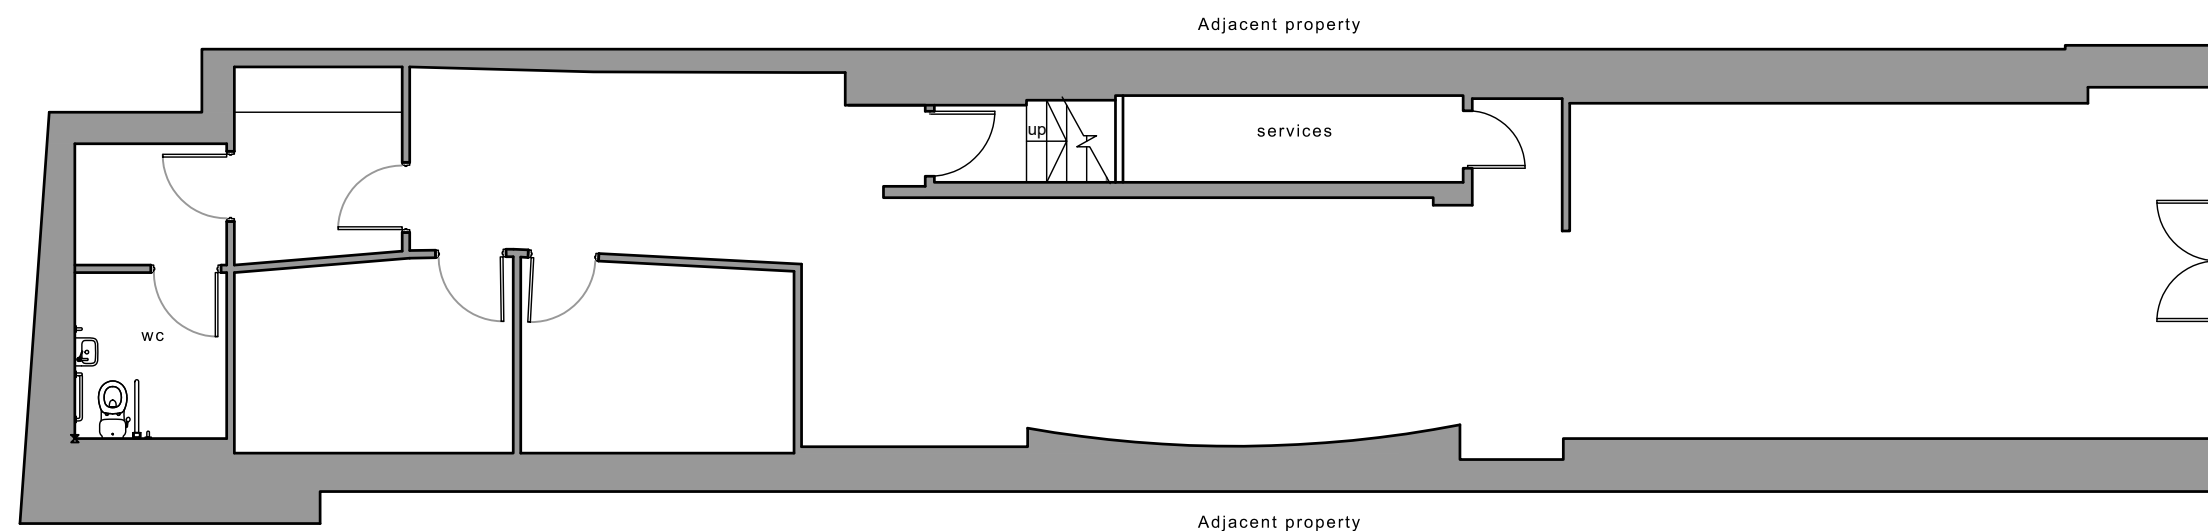 Adjacent property
up
services
wc
Adjacent property